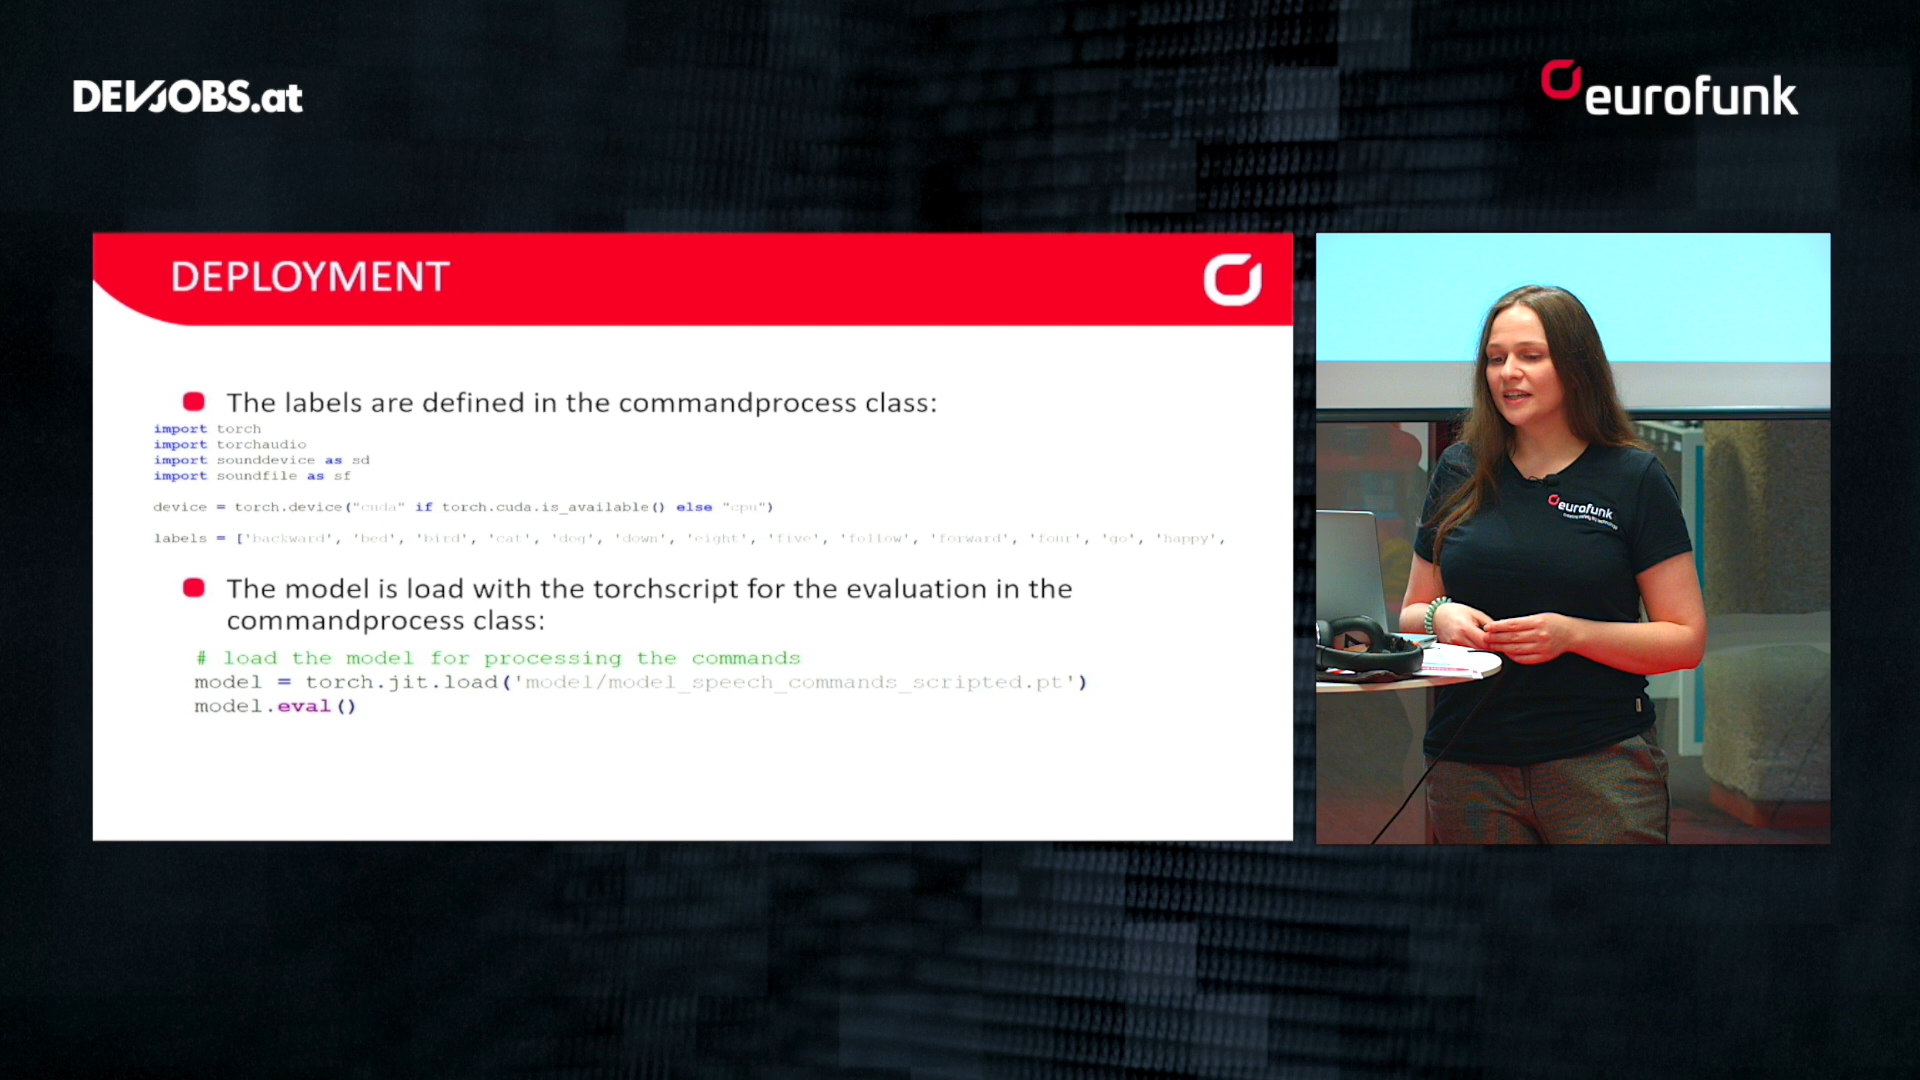 DEVJOBS.at
eurofunk
DEPLOYMENT
The labels are defined in the commandprocess class:
import torch
import torchaudio
import sounddevice as sd
import soundfile as sf
device = torch.device("cuda" if torch.cuda.is_available() else "cpu")
labels = ['backward', 'bed', 'bird', 'cat', 'dog', 'down', 'eight', 'five', 'follow', 'forward', 'four', 'go', 'happy',
The model is load with the torchscript for the evaluation in the
commandprocess class:
# load the model for processing the commands
model = torch.jit.load('model/model_speech_commands_scripted.pt')
model.eval()
eurofunk